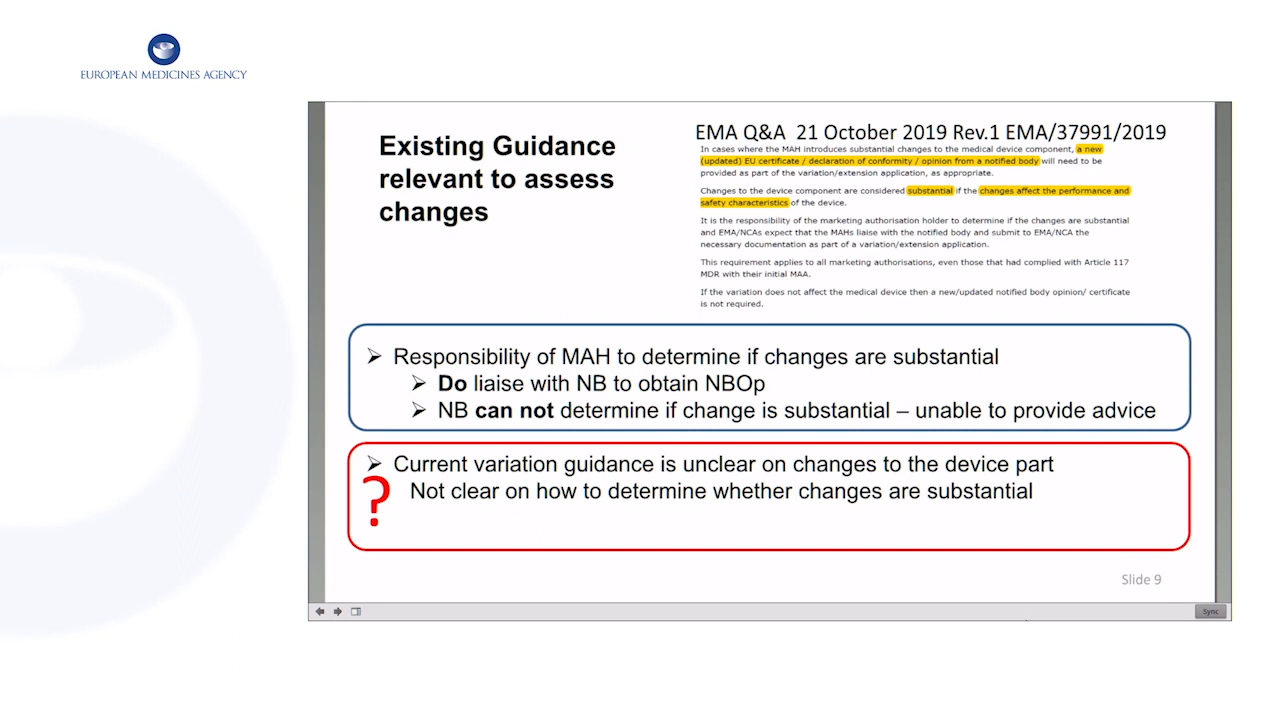 EUROPEAN MEDICINES AGENCY
Existing Guidance
relevant to assess
changes
EMA Q&A 21 October 2019 Rev.1 EMA/37991/2019
In cases where the MAH introduces substantial changes to the medical device component, a new
(updated) EU certificate / declaration of conformity / opinion from a notified body will need to be
provided as part of the variation/extension application, as appropriate.
Changes to the device component are considered substantial if the changes affect the performance and
safety characteristics of the device.
It is the responsibility of the marketing authorisation holder to determine if the changes are substantial
and EMA/NCAs expect that the MAHs liaise with the notified body and submit to EMA/NCA the
necessary documentation as part of a variation/extension application.
This requirement applies to all marketing authorisations, even those that had complied with Article 117
MDR with their initial MAA.
If the variation does not affect the medical device then a new/updated notified body opinion/ certificate
is not required.
➢ Responsibility of MAH to determine if changes are substantial
➢ Do liaise with NB to obtain NBOp
➢ NB can not determine if change is substantial – unable to provide advice
➢ Current variation guidance is unclear on changes to the device part
? Not clear on how to determine whether changes are substantial
Slide 9
Sync